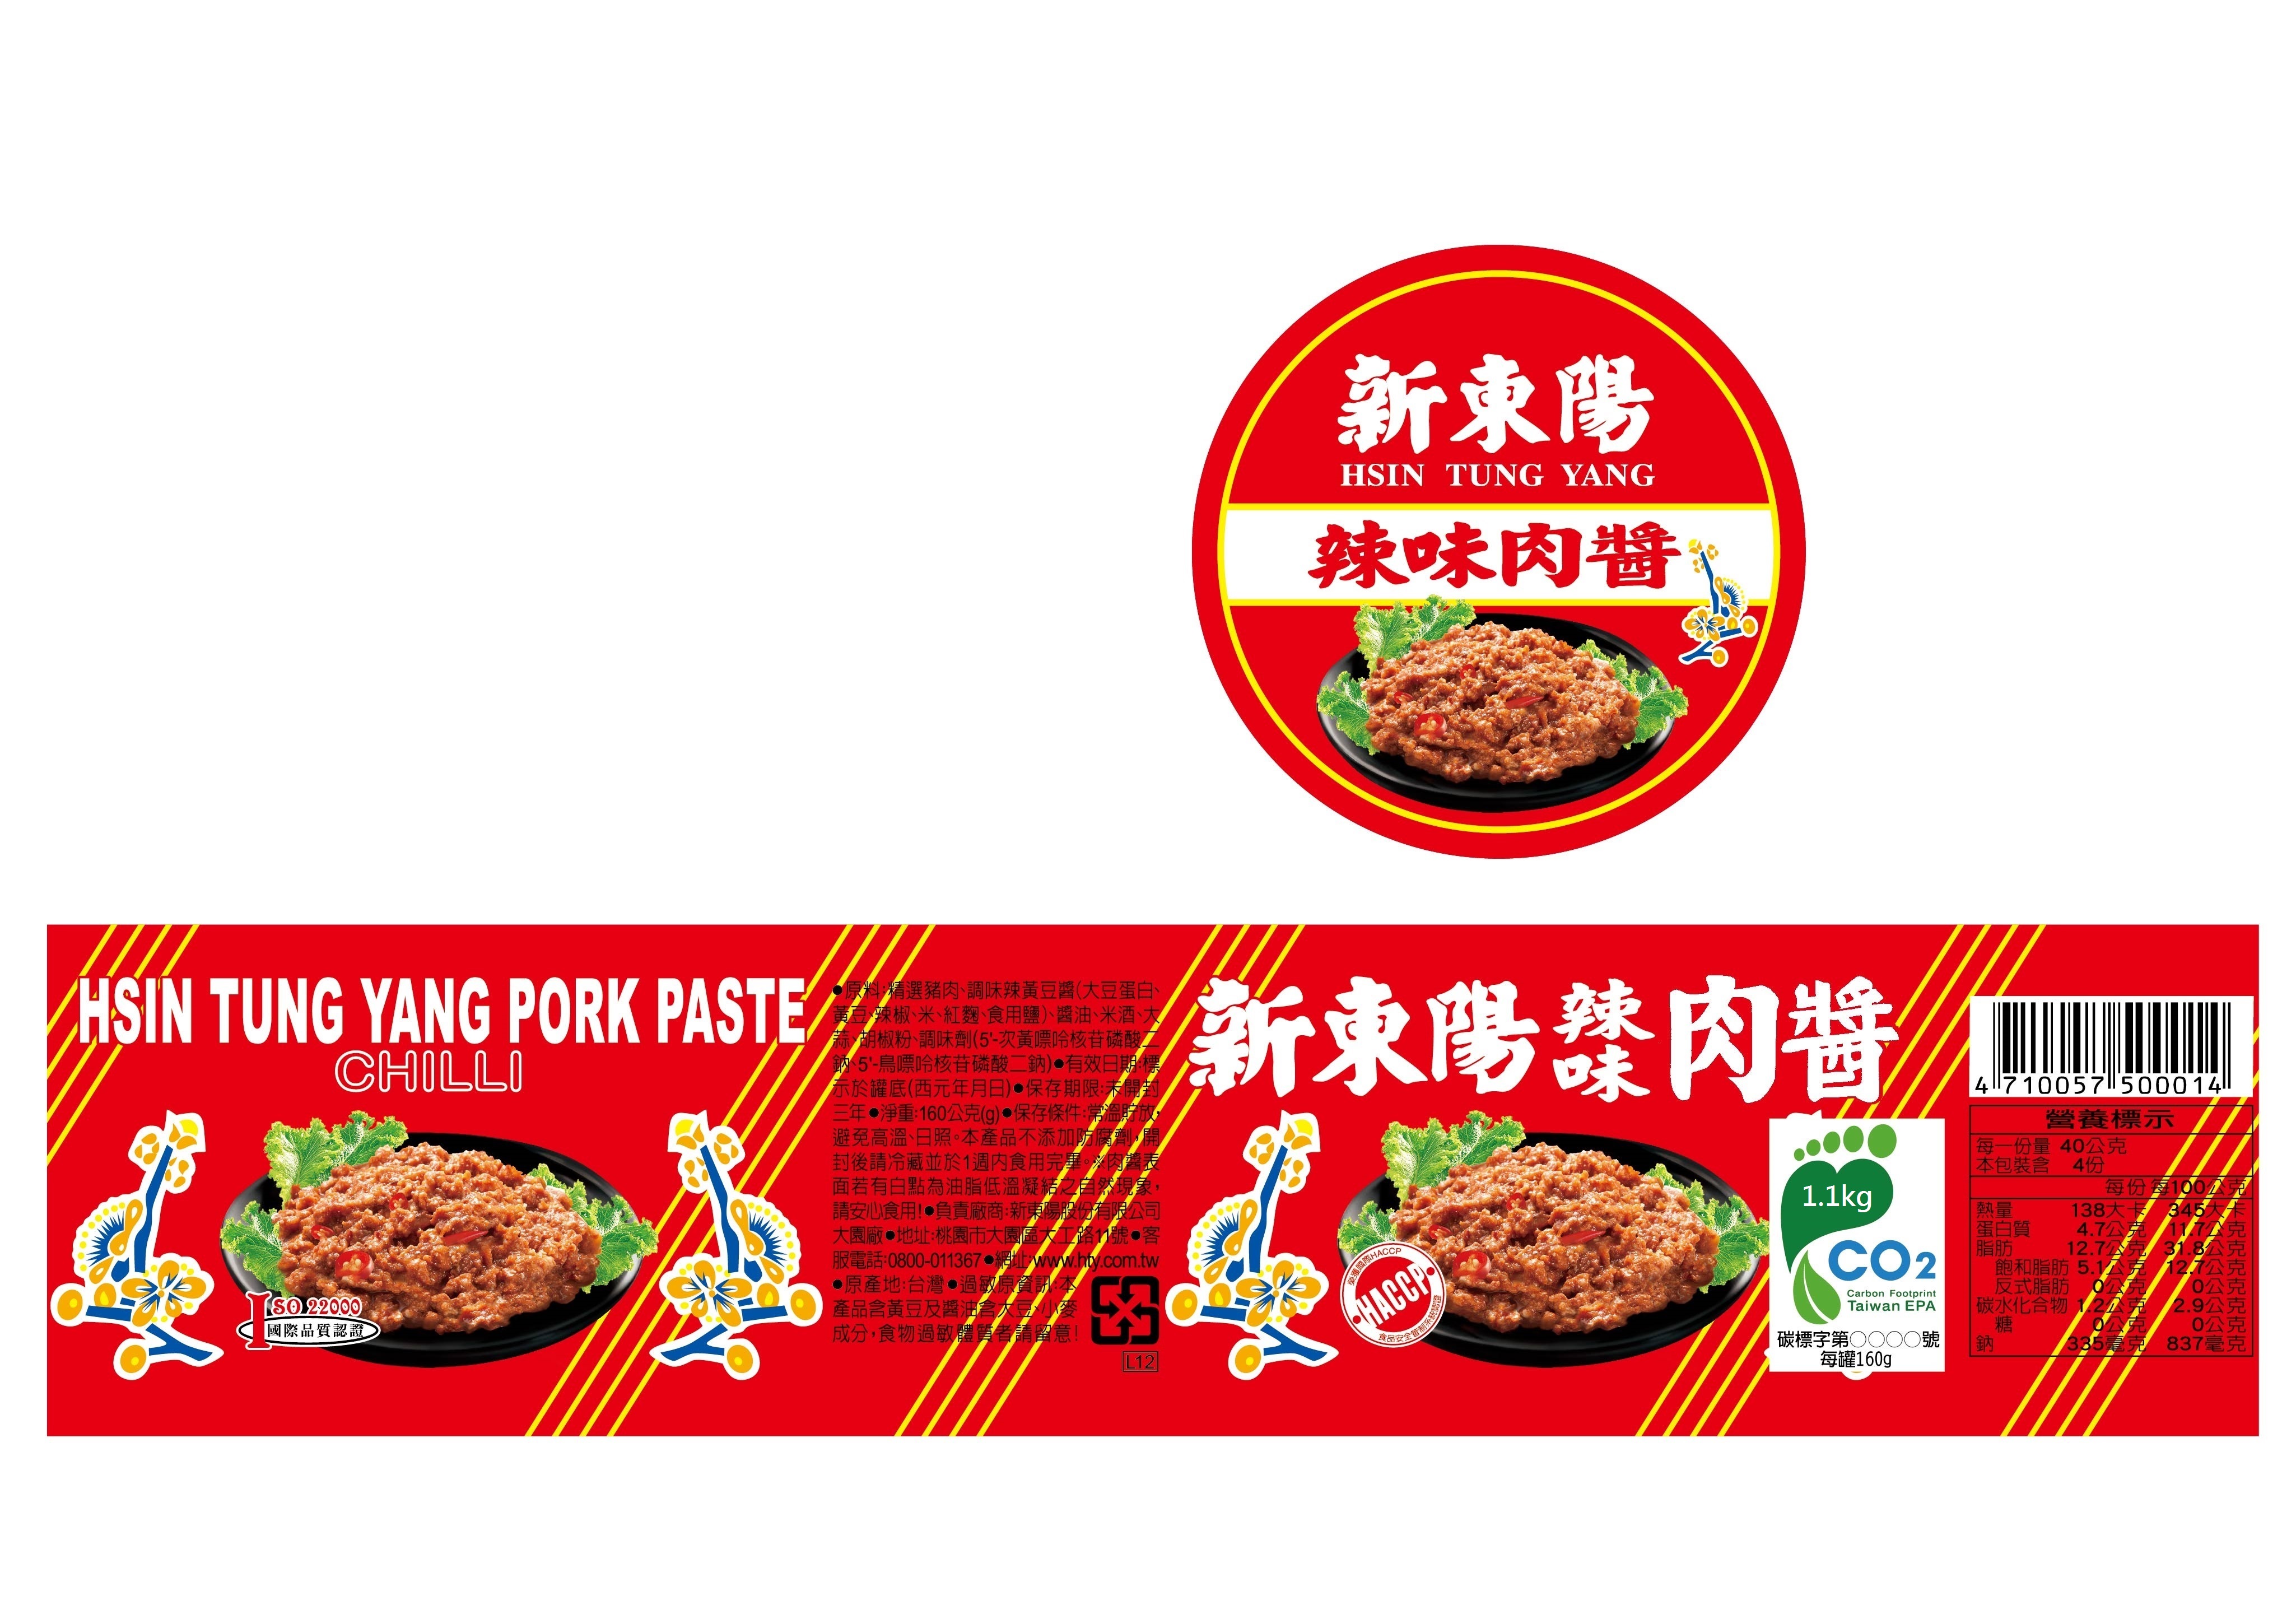 新東陽
HSIN TUNG YANG
辣味肉醬
HSIN TUNG YANG PORK PASTE
CHILLI
ISO 22000
國際品質認證
●原料:精選豬肉、調味辣黃豆醬(大豆蛋白、
黃豆、辣椒、米、紅麴、食用鹽)、醬油、米酒、大
蒜、胡椒粉、調味劑(5'-次黃嘌呤核苷磷酸二
鈉、5'-鳥嘌呤核苷磷酸二鈉)●有效日期:標
示於罐底(西元年月日)●保存期限:未開封
三年●淨重:160公克(g)●保存條件:常溫貯放,
避免高溫、日照。本產品不添加防腐劑,開
封後請冷藏並於1週內食用完畢。※肉醬表
面若有白點為油脂低溫凝結之自然現象,
請安心食用!●負責廠商:新東陽股份有限公司
大園廠●地址:桃園市大園區大工路11號●客
服電話:0800-011367●網址:www.hty.com.tw
●原產地:台灣●過敏原資訊:本
產品含黃豆及醬油含大豆、小麥
成分,食物過敏體質者請留意!
L12
新東陽辣味肉醬
榮獲國際HACCP
HACCP
食品安全管制系統認證
1.1kg
CO2
Carbon Footprint
Taiwan EPA
碳標字第○○○○號
每罐160g
4 710057 500014
營養標示
每一份量 40公克
本包裝含 4份
每份 每100公克
熱量 138大卡 345大卡
蛋白質 4.7公克 11.7公克
脂肪 12.7公克 31.8公克
飽和脂肪 5.1公克 12.7公克
反式脂肪 0公克 0公克
碳水化合物 1.2公克 2.9公克
糖 0公克 0公克
鈉 335毫克 837毫克